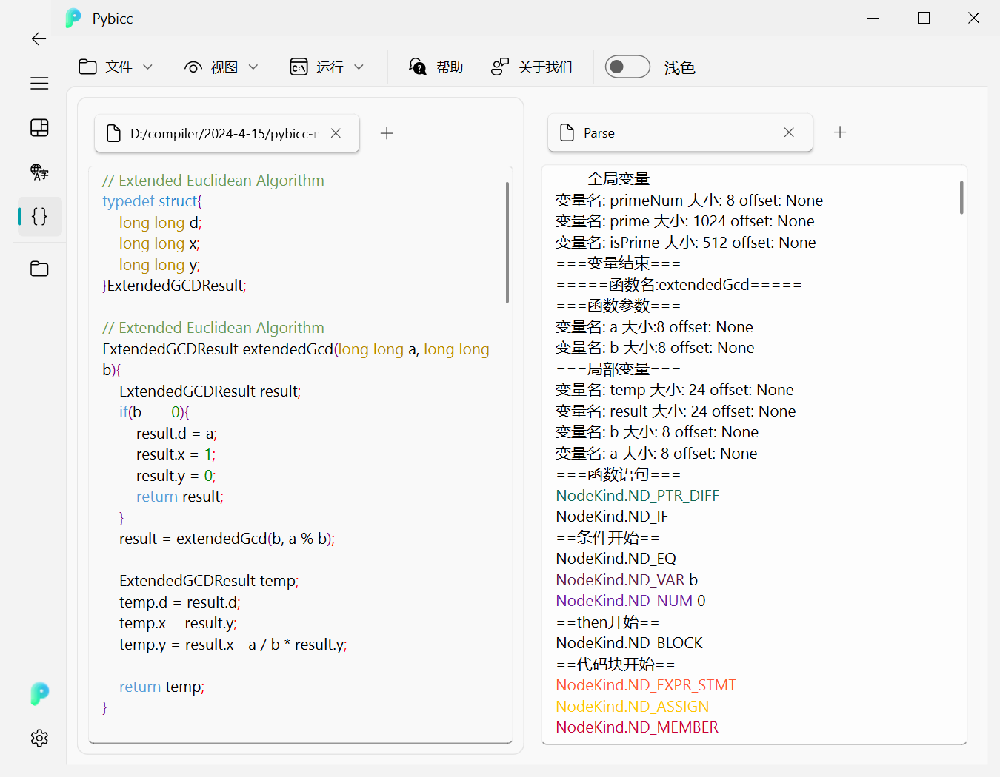 Pybicc
文件 视图 运行 帮助 关于我们 浅色
D:/compiler/2024-4-15/pybicc-
// Extended Euclidean Algorithm
typedef struct{
long long d;
long long x;
long long y;
}ExtendedGCDResult;
// Extended Euclidean Algorithm
ExtendedGCDResult extendedGcd(long long a, long long
b){
ExtendedGCDResult result;
if(b == 0){
result.d = a;
result.x = 1;
result.y = 0;
return result;
}
result = extendedGcd(b, a % b);
ExtendedGCDResult temp;
temp.d = result.d;
temp.x = result.y;
temp.y = result.x - a / b * result.y;
return temp;
}
Parse
===全局变量===
变量名: primeNum 大小: 8 offset: None
变量名: prime 大小: 1024 offset: None
变量名: isPrime 大小: 512 offset: None
===变量结束===
=====函数名:extendedGcd=====
===函数参数===
变量名: a 大小:8 offset: None
变量名: b 大小:8 offset: None
===局部变量===
变量名: temp 大小: 24 offset: None
变量名: result 大小: 24 offset: None
变量名: b 大小: 8 offset: None
变量名: a 大小: 8 offset: None
===函数语句===
NodeKind.ND_PTR_DIFF
NodeKind.ND_IF
==条件开始==
NodeKind.ND_EQ
NodeKind.ND_VAR b
NodeKind.ND_NUM 0
==then开始==
NodeKind.ND_BLOCK
==代码块开始==
NodeKind.ND_EXPR_STMT
NodeKind.ND_ASSIGN
NodeKind.ND_MEMBER